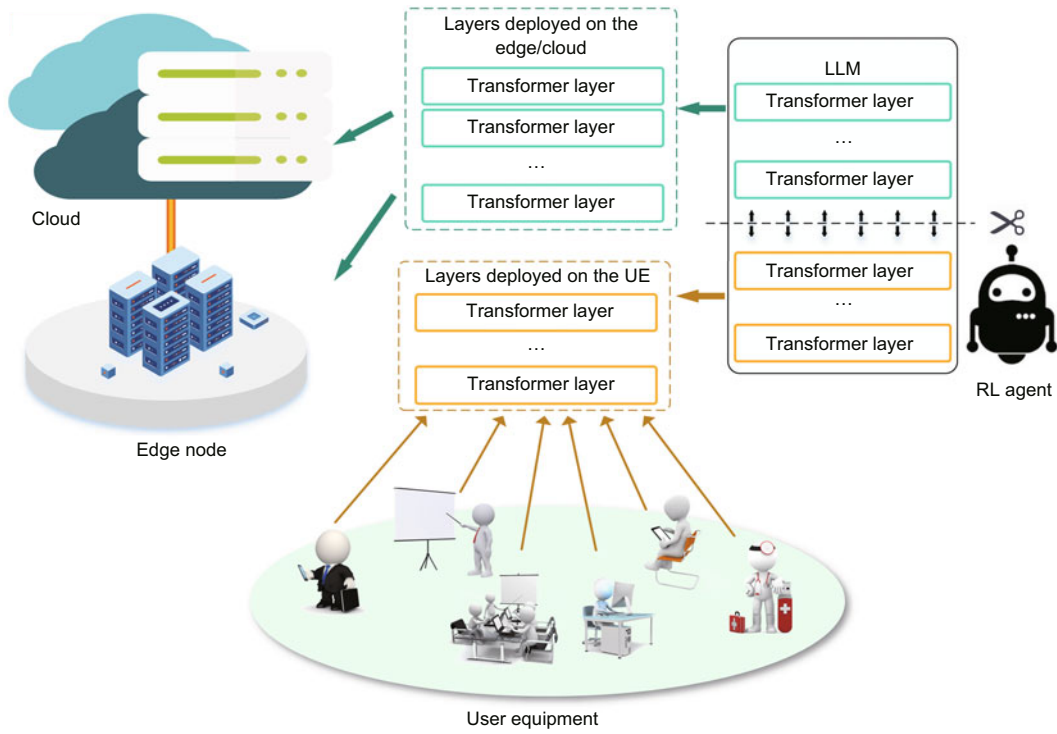 Layers deployed on the
edge/cloud
Transformer layer
Transformer layer
…
Transformer layer
LLM
Transformer layer
…
Transformer layer
Cloud
Layers deployed on the UE
Transformer layer
…
Transformer layer
Transformer layer
…
Transformer layer
RL agent
Edge node
User equipment